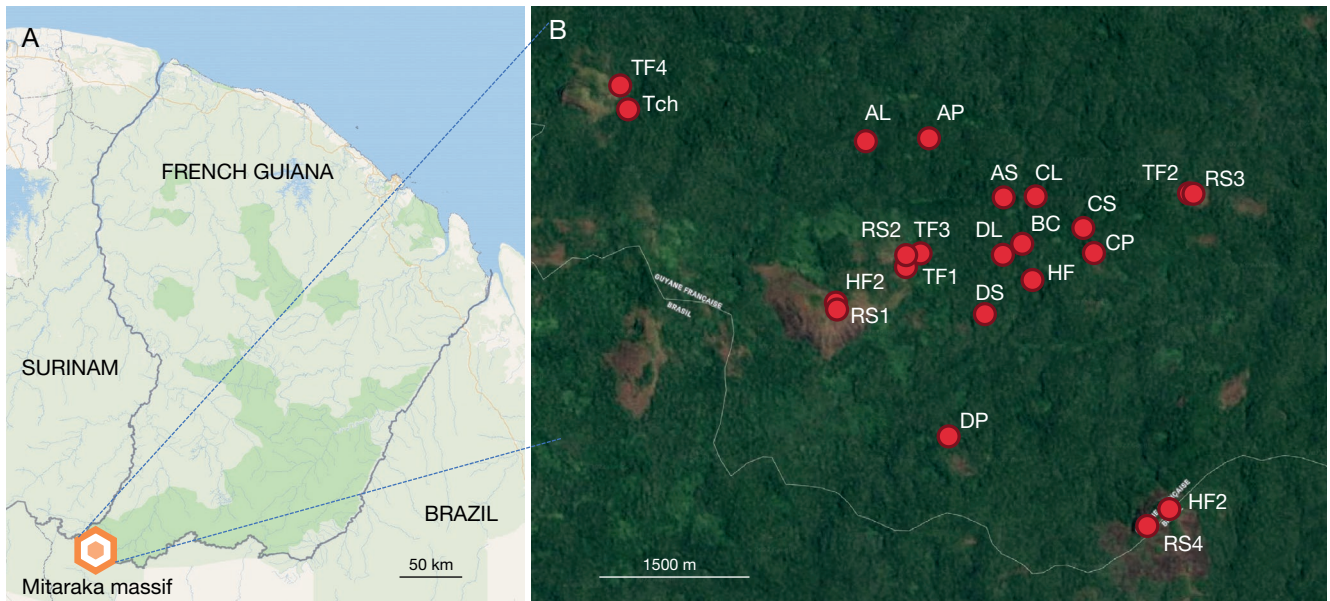 A
FRENCH GUIANA
SURINAM
BRAZIL
50 km
Mitaraka massif
B
TF4
Tch
AL
AP
AS
CL
TF2
RS3
CS
BC
DL
CP
RS2
TF3
TF1
HF
HF2
RS1
DS
GUYANE FRANÇAISE
BRASIL
DP
HF2
RS4
1500 m